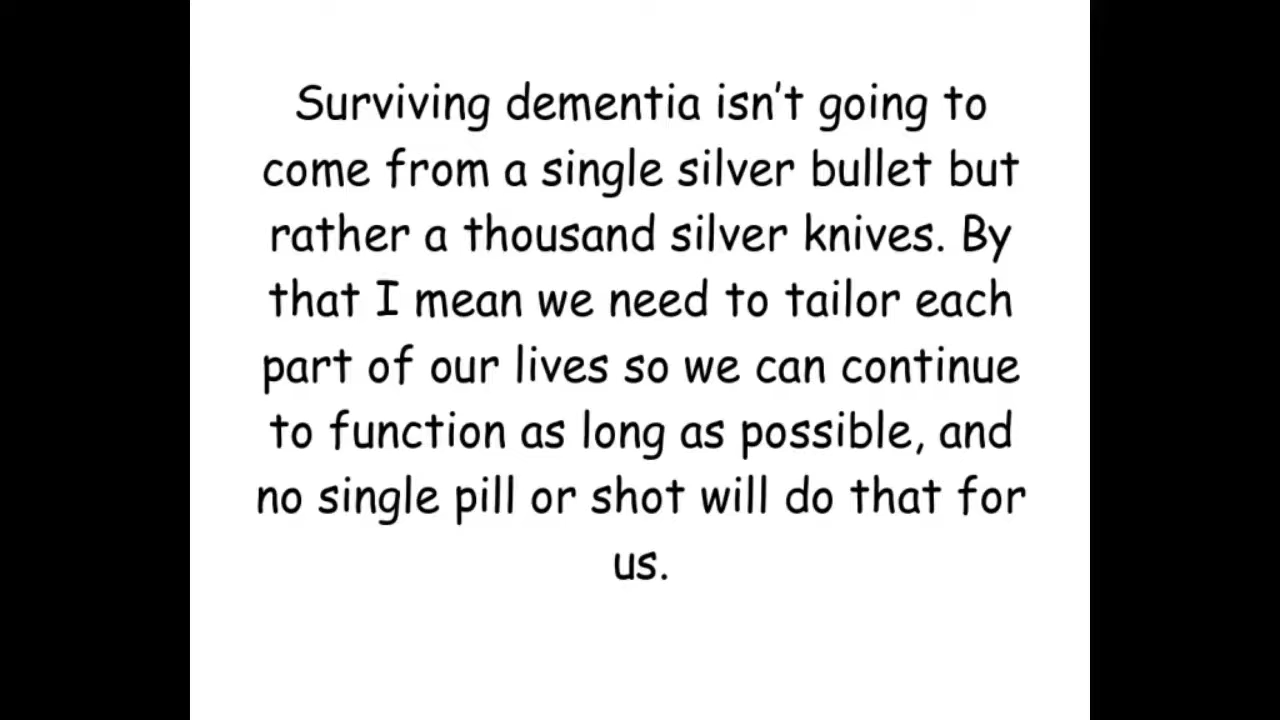 Surviving dementia isn't going to
come from a single silver bullet but
rather a thousand silver knives. By
that I mean we need to tailor each
part of our lives so we can continue
to function as long as possible, and
no single pill or shot will do that for
us.